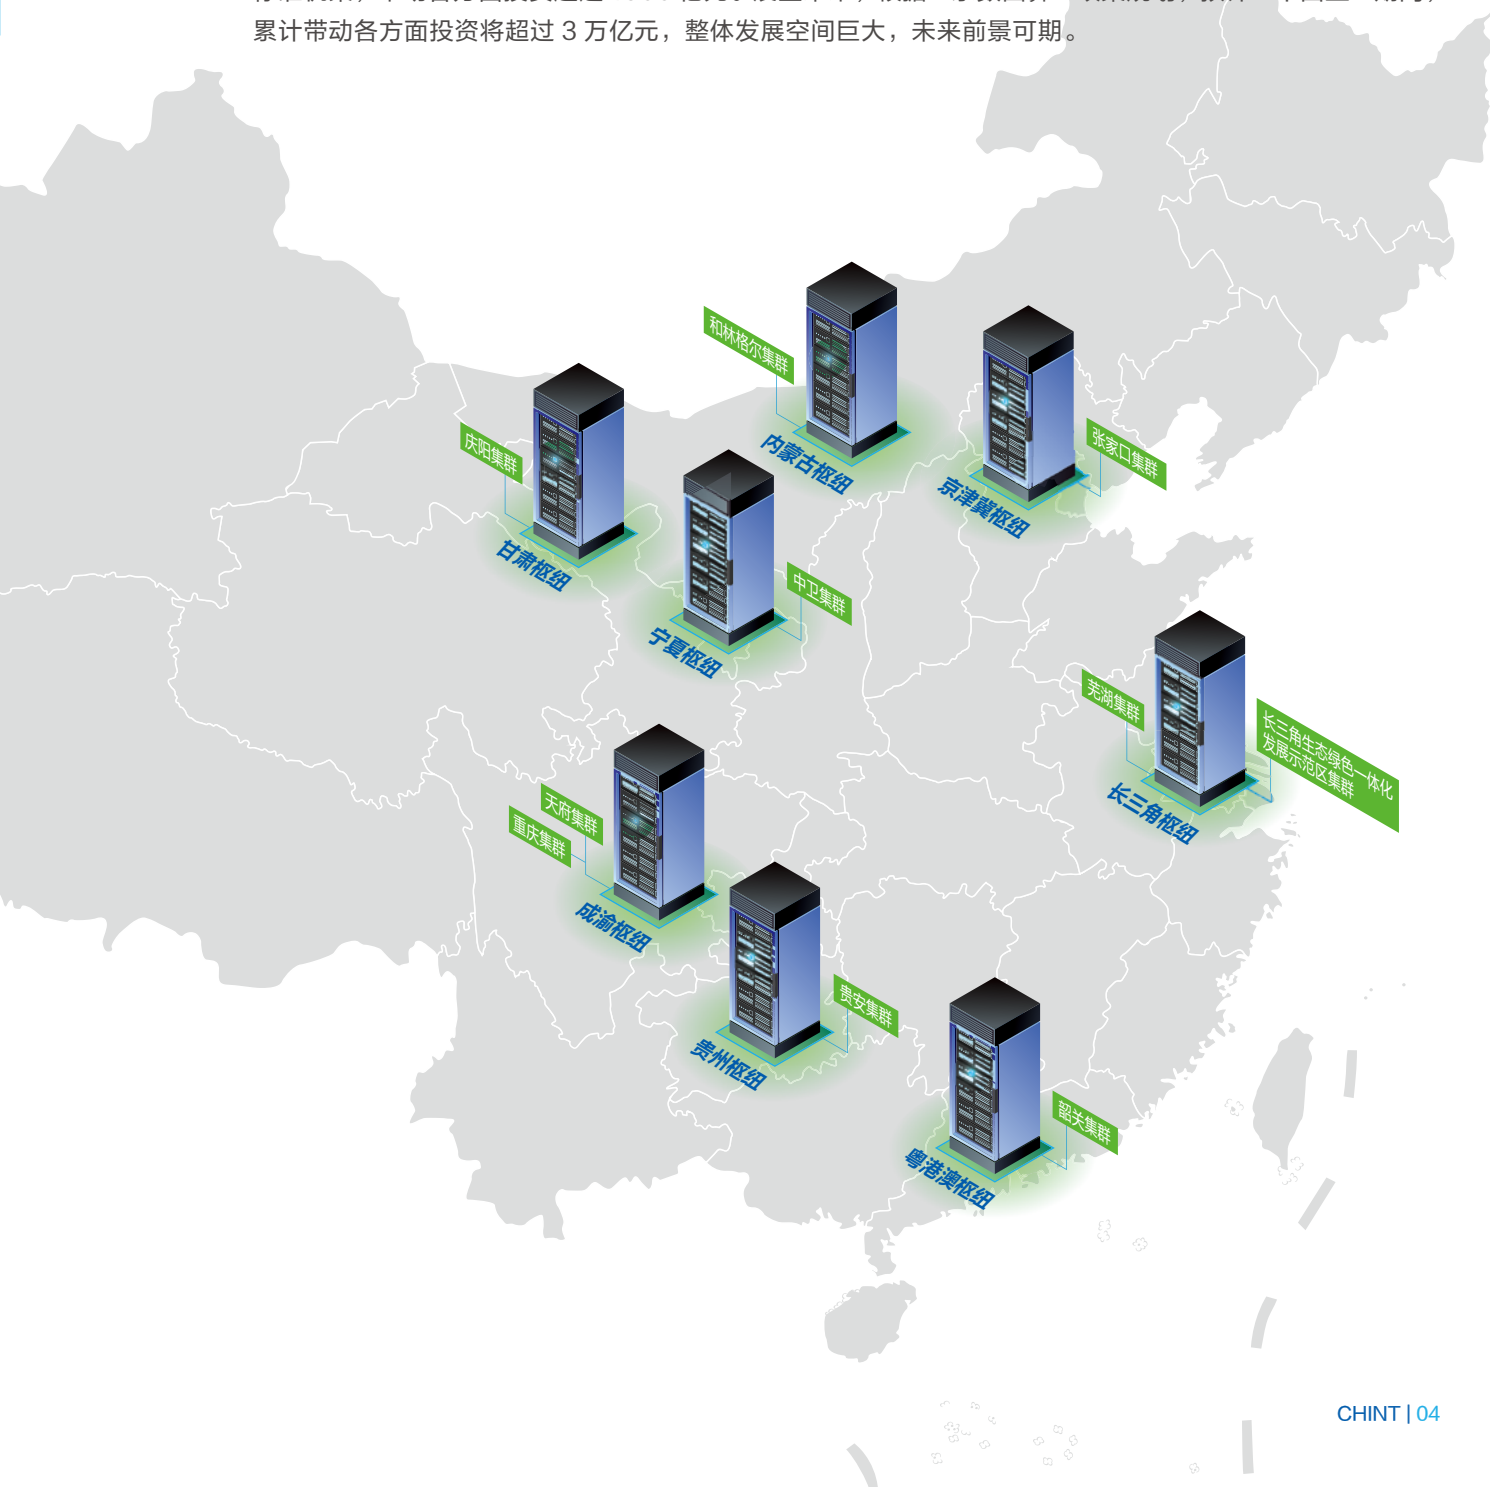 累计带动各方面投资将超过 3 万亿元，整体发展空间巨大，未来前景可期。
和林格尔集群
内蒙古枢纽
张家口集群
京津冀枢纽
庆阳集群
甘肃枢纽
中卫集群
宁夏枢纽
芜湖集群
长三角生态绿色一体化
发展示范区集群
长三角枢纽
天府集群
重庆集群
成渝枢纽
贵安集群
贵州枢纽
韶关集群
粤港澳枢纽
CHINT | 04